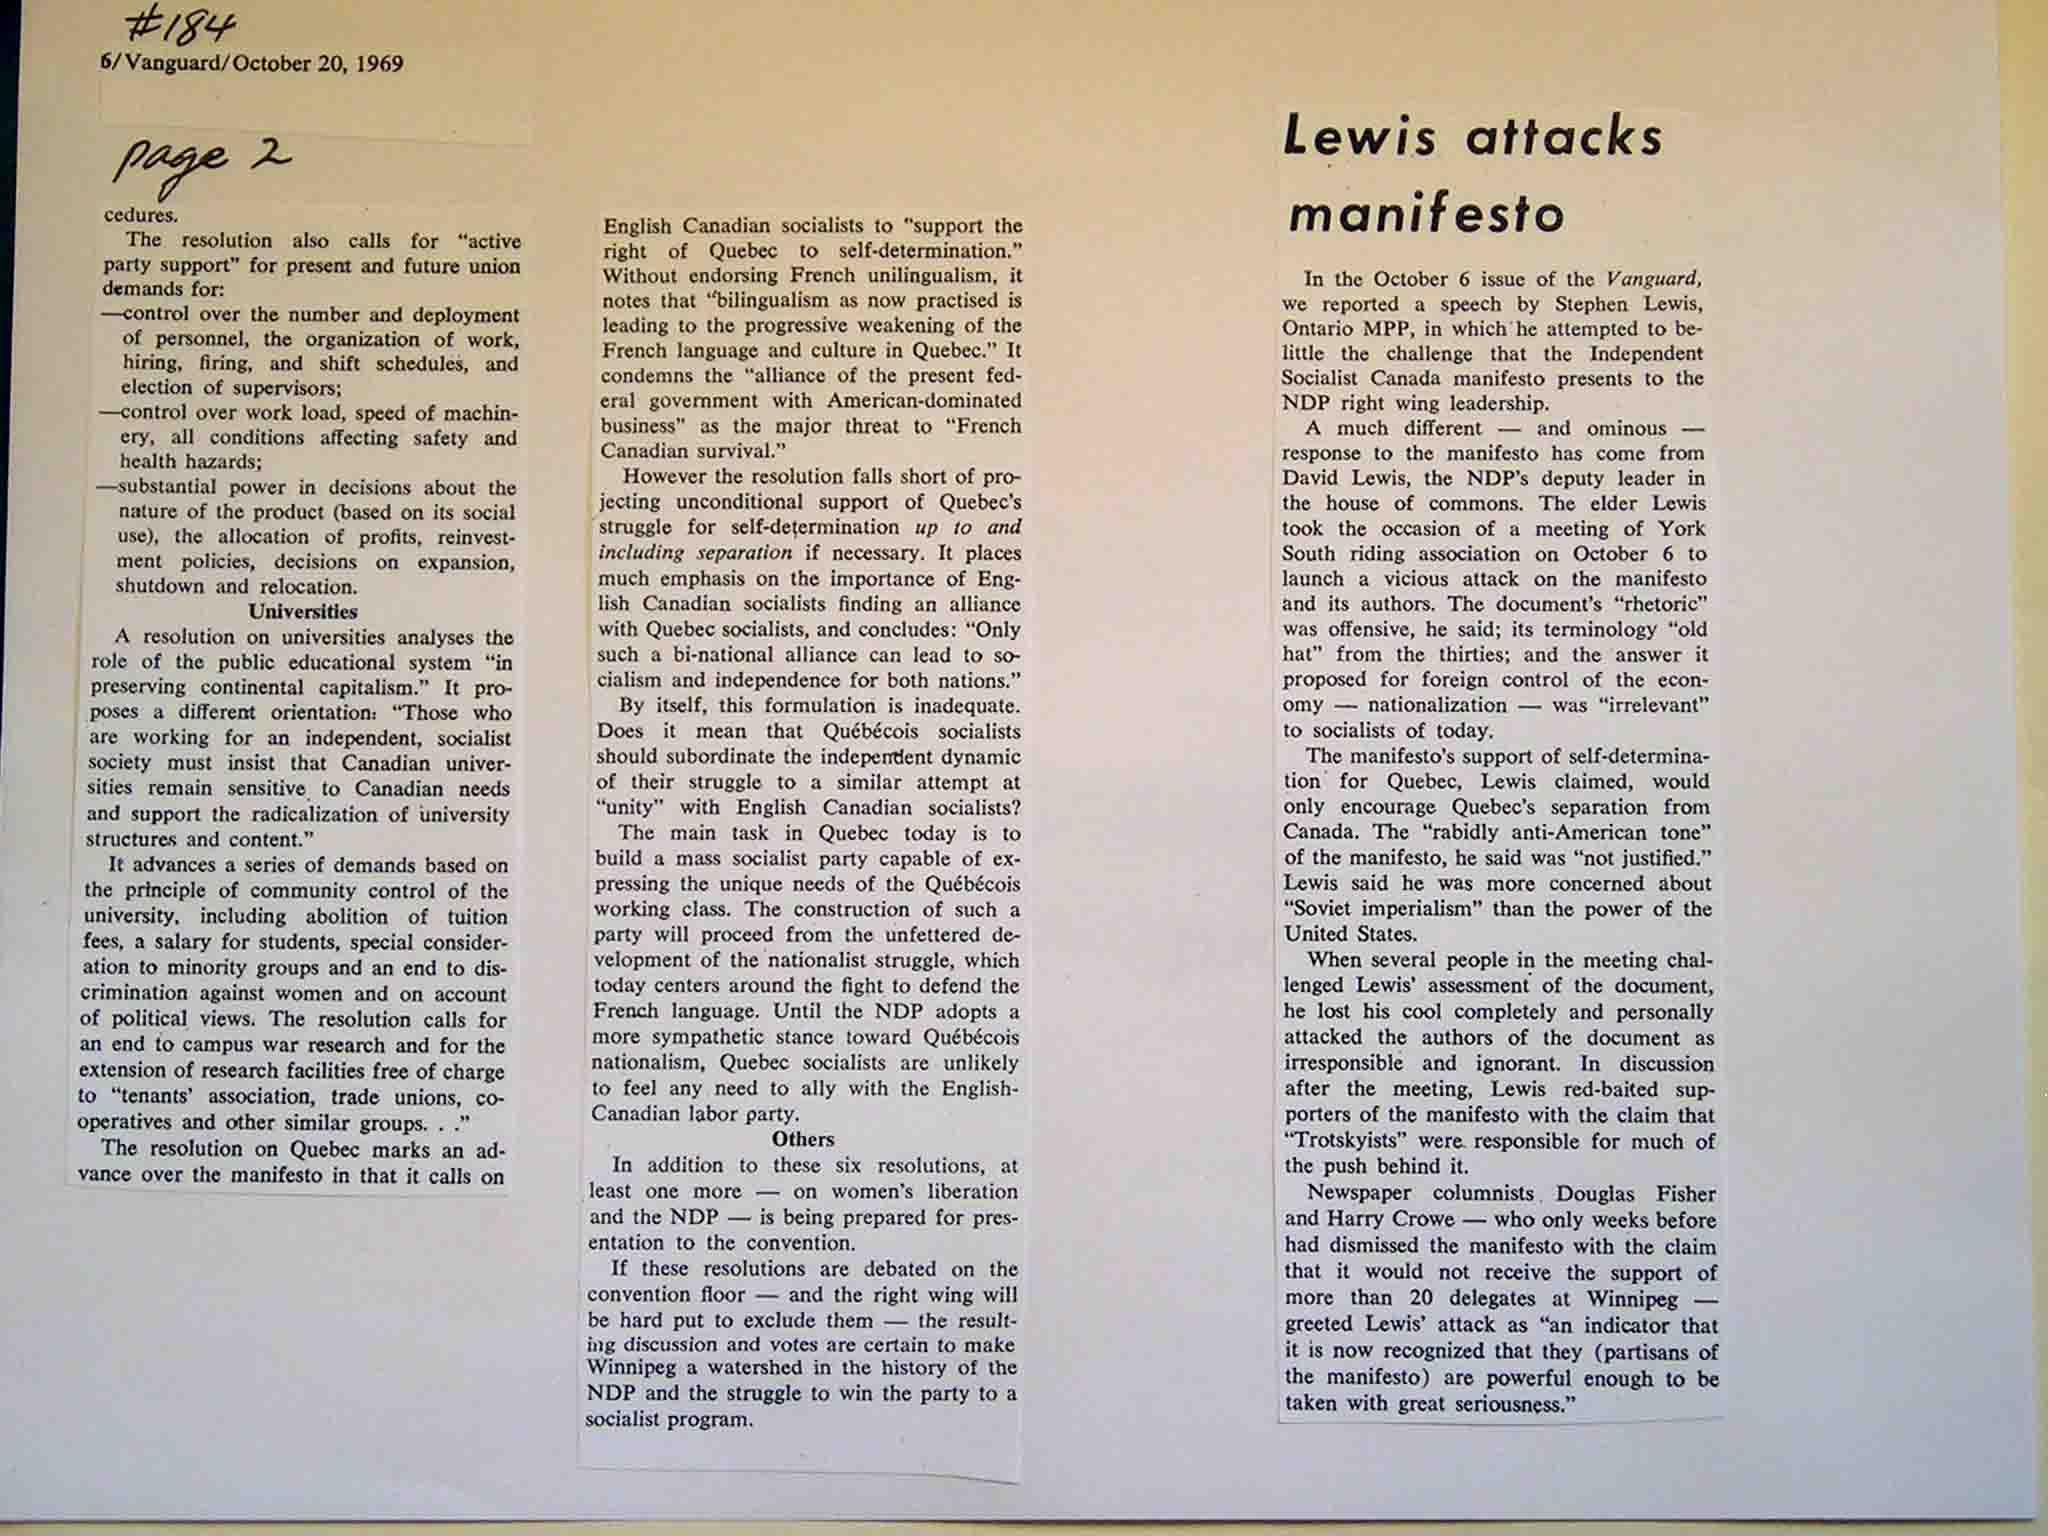 #184
6/Vanguard/October 20, 1969
page 2
cedures.
The resolution also calls for “active
party support” for present and future union
demands for:
—control over the number and deployment
of personnel, the organization of work,
hiring, firing, and shift schedules, and
election of supervisors;
—control over work load, speed of machin-
ery, all conditions affecting safety and
health hazards;
—substantial power in decisions about the
nature of the product (based on its social
use), the allocation of profits, reinvest-
ment policies, decisions on expansion,
shutdown and relocation.
Universities
A resolution on universities analyses the
role of the public educational system “in
preserving continental capitalism.” It pro-
poses a different orientation: “Those who
are working for an independent, socialist
society must insist that Canadian univer-
sities remain sensitive to Canadian needs
and support the radicalization of university
structures and content.”
It advances a series of demands based on
the principle of community control of the
university, including abolition of tuition
fees, a salary for students, special consider-
ation to minority groups and an end to dis-
crimination against women and on account
of political views. The resolution calls for
an end to campus war research and for the
extension of research facilities free of charge
to “tenants’ association, trade unions, co-
operatives and other similar groups. . .”
The resolution on Quebec marks an ad-
vance over the manifesto in that it calls on
English Canadian socialists to “support the
right of Quebec to self-determination.”
Without endorsing French unilingualism, it
notes that “bilingualism as now practised is
leading to the progressive weakening of the
French language and culture in Quebec.” It
condemns the “alliance of the present fed-
eral government with American-dominated
business” as the major threat to “French
Canadian survival.”
However the resolution falls short of pro-
jecting unconditional support of Quebec’s
struggle for self-determination up to and
including separation if necessary. It places
much emphasis on the importance of Eng-
lish Canadian socialists finding an alliance
with Quebec socialists, and concludes: “Only
such a bi-national alliance can lead to so-
cialism and independence for both nations.”
By itself, this formulation is inadequate.
Does it mean that Québécois socialists
should subordinate the independent dynamic
of their struggle to a similar attempt at
“unity” with English Canadian socialists?
The main task in Quebec today is to
build a mass socialist party capable of ex-
pressing the unique needs of the Québécois
working class. The construction of such a
party will proceed from the unfettered de-
velopment of the nationalist struggle, which
today centers around the fight to defend the
French language. Until the NDP adopts a
more sympathetic stance toward Québécois
nationalism, Quebec socialists are unlikely
to feel any need to ally with the English-
Canadian labor party.
Others
In addition to these six resolutions, at
least one more — on women’s liberation
and the NDP — is being prepared for pres-
entation to the convention.
If these resolutions are debated on the
convention floor — and the right wing will
be hard put to exclude them — the result-
ing discussion and votes are certain to make
Winnipeg a watershed in the history of the
NDP and the struggle to win the party to a
socialist program.
Lewis attacks
manifesto
In the October 6 issue of the Vanguard,
we reported a speech by Stephen Lewis,
Ontario MPP, in which he attempted to be-
little the challenge that the Independent
Socialist Canada manifesto presents to the
NDP right wing leadership.
A much different — and ominous —
response to the manifesto has come from
David Lewis, the NDP’s deputy leader in
the house of commons. The elder Lewis
took the occasion of a meeting of York
South riding association on October 6 to
launch a vicious attack on the manifesto
and its authors. The document’s “rhetoric”
was offensive, he said; its terminology “old
hat” from the thirties; and the answer it
proposed for foreign control of the econ-
omy — nationalization — was “irrelevant”
to socialists of today.
The manifesto’s support of self-determina-
tion for Quebec, Lewis claimed, would
only encourage Quebec’s separation from
Canada. The “rabidly anti-American tone”
of the manifesto, he said was “not justified.”
Lewis said he was more concerned about
“Soviet imperialism” than the power of the
United States.
When several people in the meeting chal-
lenged Lewis’ assessment of the document,
he lost his cool completely and personally
attacked the authors of the document as
irresponsible and ignorant. In discussion
after the meeting, Lewis red-baited sup-
porters of the manifesto with the claim that
“Trotskyists” were responsible for much of
the push behind it.
Newspaper columnists Douglas Fisher
and Harry Crowe — who only weeks before
had dismissed the manifesto with the claim
that it would not receive the support of
more than 20 delegates at Winnipeg —
greeted Lewis’ attack as “an indicator that
it is now recognized that they (partisans of
the manifesto) are powerful enough to be
taken with great seriousness.”